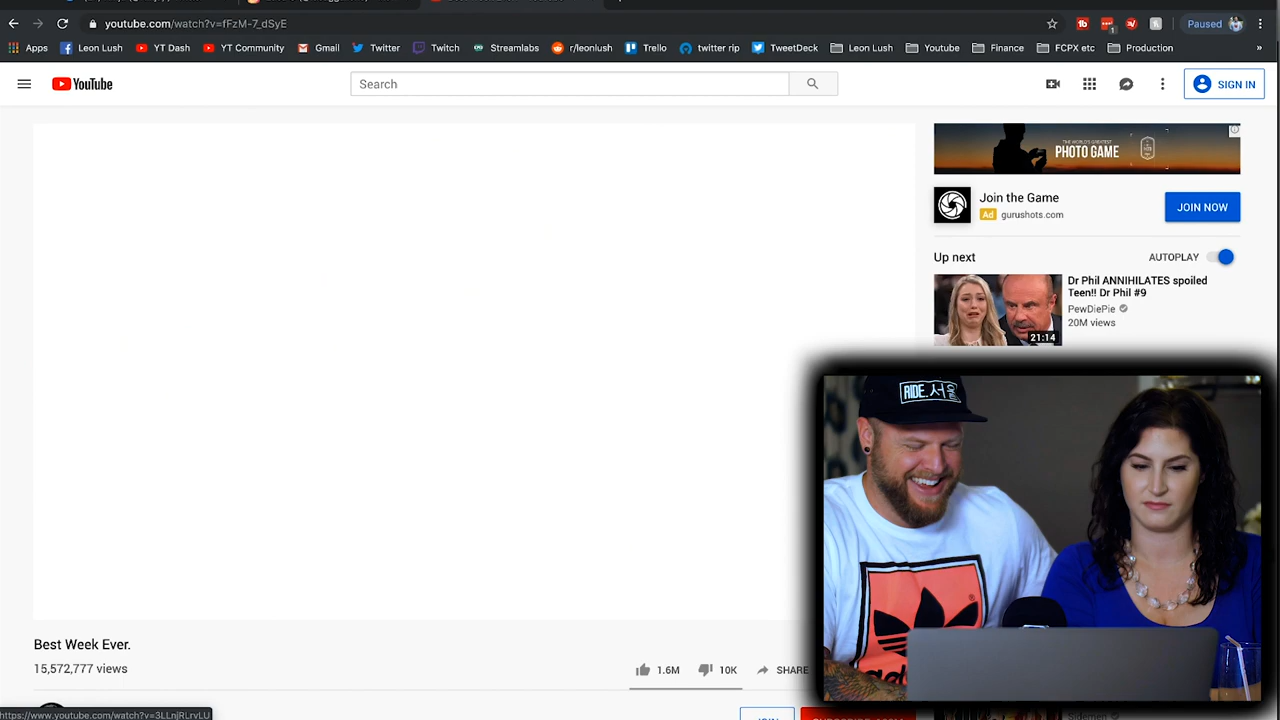 youtube.com/watch?v=fFzM-7_dSyE
1
Paused
Apps
Leon Lush
YT Dash
YT Community
Gmail
Twitter
Twitch
Streamlabs
r/leonlush
Trello
twitter rip
TweetDeck
Leon Lush
Youtube
Finance
FCPX etc
Production
»
YouTube
Search
SIGN IN
THE WORLD'S GREATEST
PHOTO GAME
Join the Game
Ad gurushots.com
JOIN NOW
Up next
AUTOPLAY
Dr Phil ANNIHILATES spoiled
Teen!! Dr Phil #9
PewDiePie
20M views
21:14
RIDE.서울
adidas
Best Week Ever.
15,572,777 views
1.6M
10K
SHARE
https://www.youtube.com/watch?v=3LLnjRLrvLU
JOIN
Sidemen